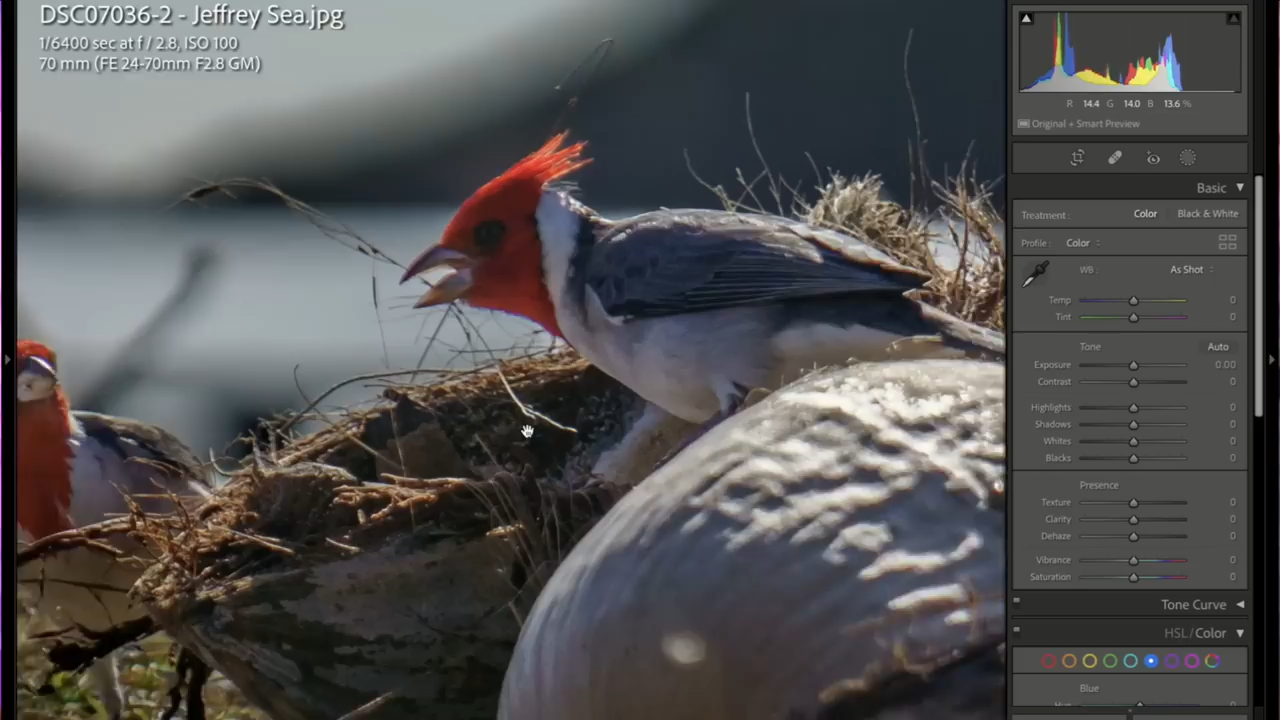 DSC07036-2 - Jeffrey Sea.jpg
1/6400 sec at f / 2.8, ISO 100
70 mm (FE 24-70mm F2.8 GM)
R 14.4 G 14.0 B 13.6 %
Original + Smart Preview
Basic
Treatment : Color Black & White
Profile : Color
WB : As Shot
Temp 0
Tint 0
Tone Auto
Exposure 0.00
Contrast 0
Highlights 0
Shadows 0
Whites 0
Blacks 0
Presence
Texture 0
Clarity 0
Dehaze 0
Vibrance 0
Saturation 0
Tone Curve
HSL / Color
Blue